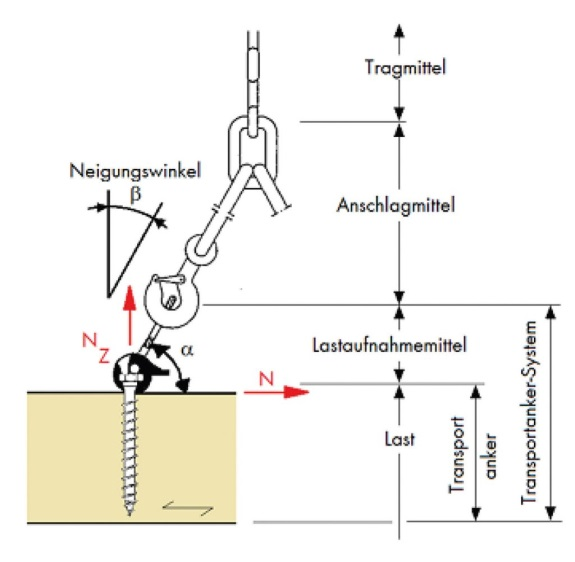 Tragmittel
Neigungswinkel
β
Anschlagmittel
N
Z
α
Lastaufnahmemittel
N
Last
Transport
anker
Transportanker-System